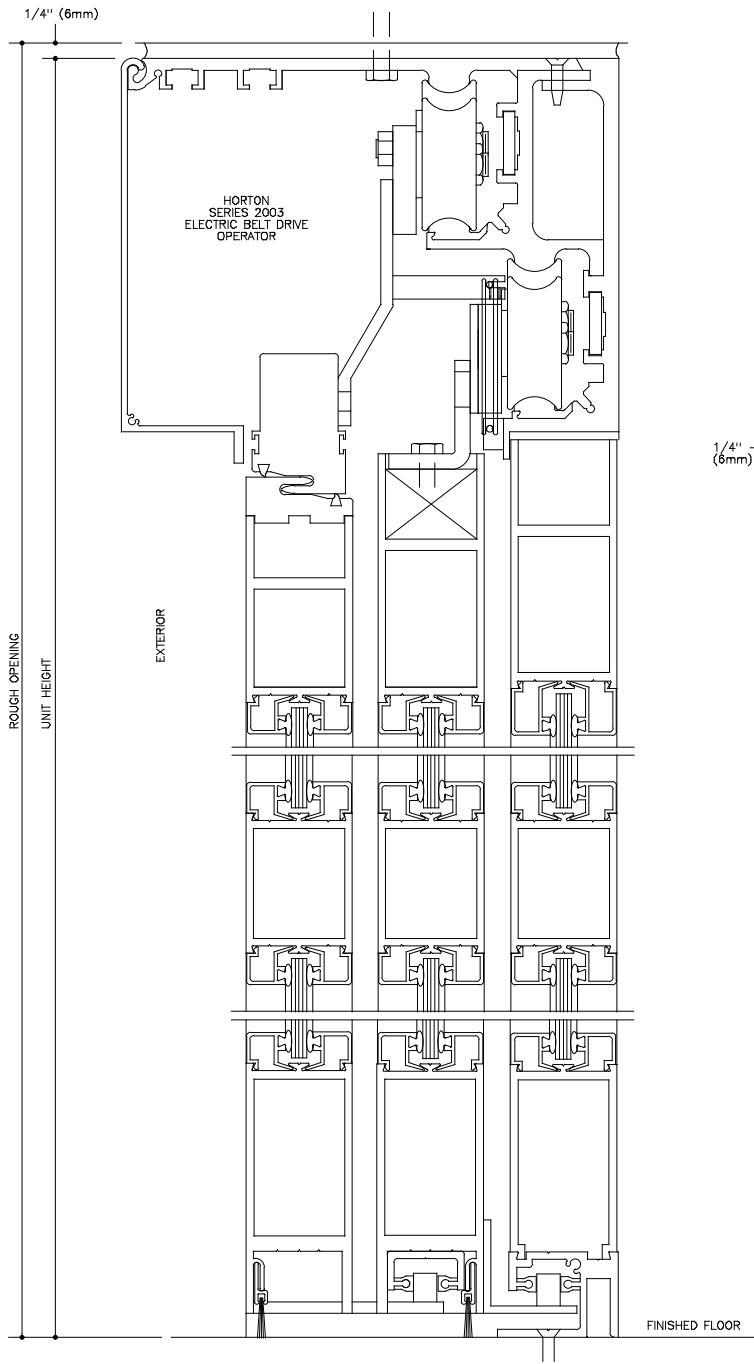 1/4" (6mm)
HORTON
SERIES 2003
ELECTRIC BELT DRIVE
OPERATOR
1/4"
(6mm)
EXTERIOR
ROUGH OPENING
UNIT HEIGHT
FINISHED FLOOR